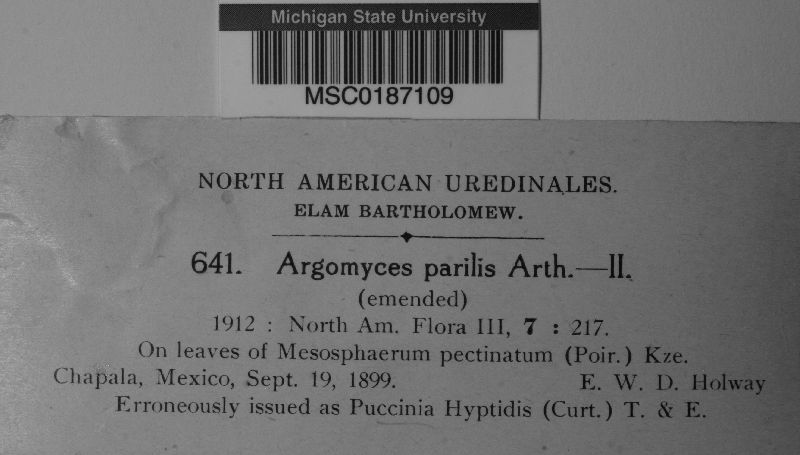 Michigan State University
MSC0187109
NORTH AMERICAN UREDINALES.
ELAM BARTHOLOMEW.
641. Argomyces parilis Arth.—II.
(emended)
1912 : North Am. Flora III, 7 : 217.
On leaves of Mesosphaerum pectinatum (Poir.) Kze.
Chapala, Mexico, Sept. 19, 1899. E. W. D. Holway
Erroneously issued as Puccinia Hyptidis (Curt.) T. & E.